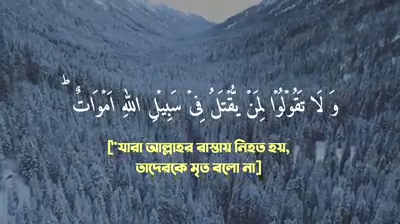 وَ لَا تَقُوۡلُوۡا لِمَنۡ يُّقۡتَلُ فِىۡ سَبِيۡلِ اللّٰهِ اَمۡوَاتٌ ؕ
["যারা আল্লাহর রাস্তায় নিহত হয়,
তাদেরকে মৃত বলো না]